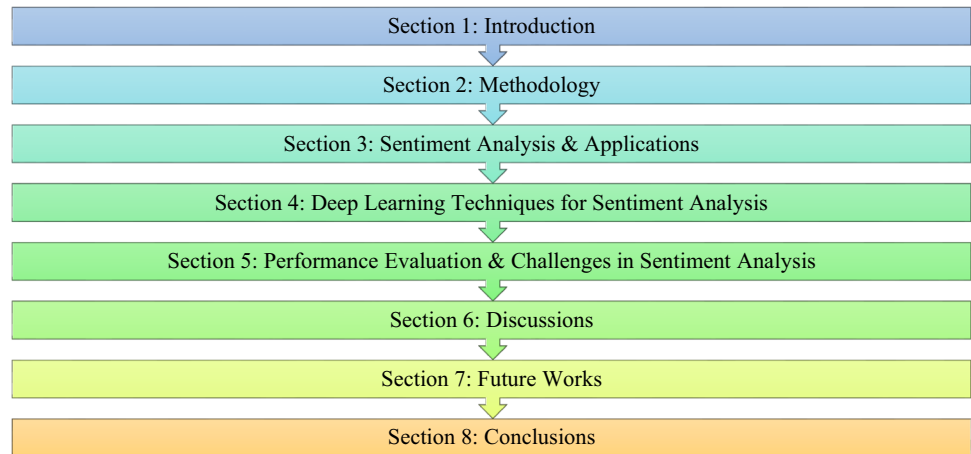 Section 1: Introduction
Section 2: Methodology
Section 3: Sentiment Analysis & Applications
Section 4: Deep Learning Techniques for Sentiment Analysis
Section 5: Performance Evaluation & Challenges in Sentiment Analysis
Section 6: Discussions
Section 7: Future Works
Section 8: Conclusions